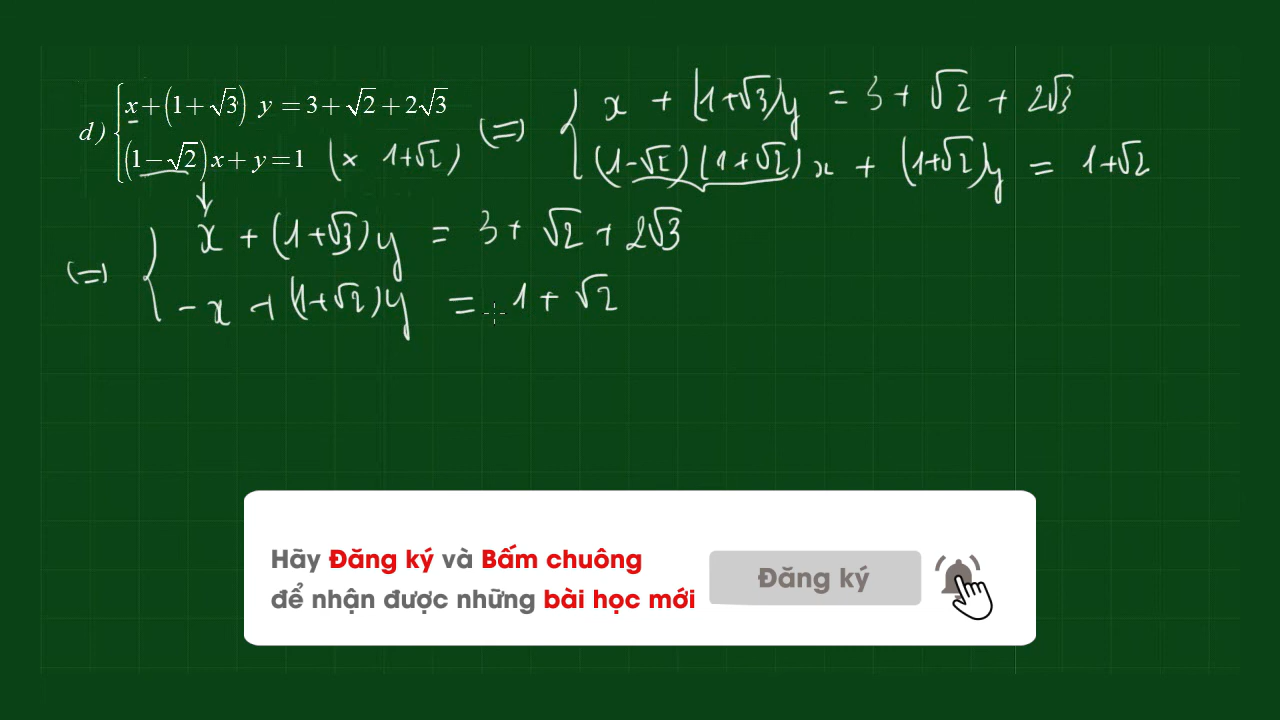 d) { x + (1 + √3) y = 3 + √2 + 2√3
(1 − √2) x + y = 1 (× 1+√2)
(=) { x + (1+√3)y = 3 + √2 + 2√3
(1-√2)(1+√2)x + (1+√2)y = 1+√2
(=) { x + (1+√3)y = 3 + √2 + 2√3
- x + (1+√2)y = 1 + √2
Hãy Đăng ký và Bấm chuông
để nhận được những bài học mới
Đăng ký